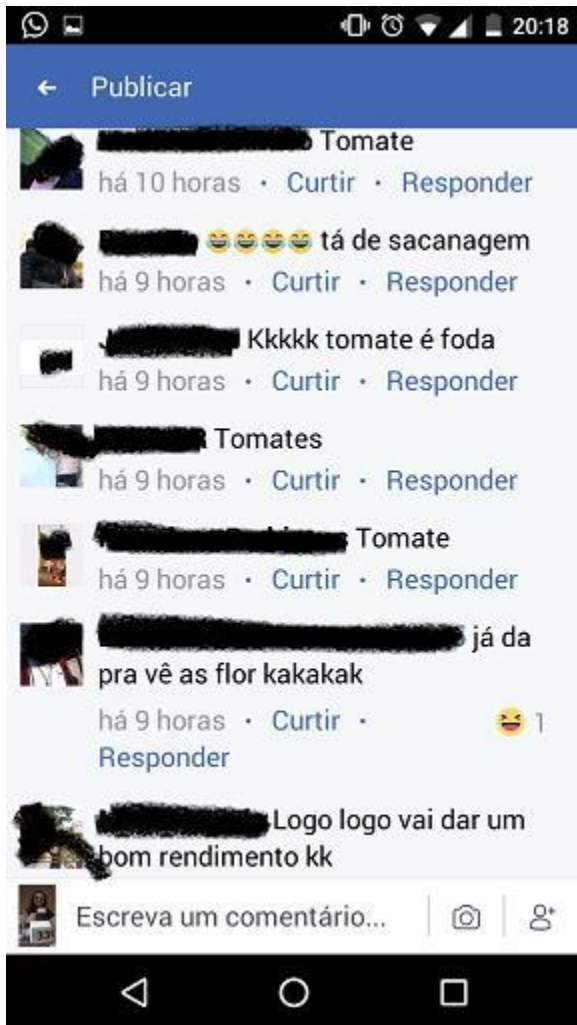 20:18
Publicar
Tomate
há 10 horas • Curtir • Responder
😂😂😂😂 tá de sacanagem
há 9 horas • Curtir • Responder
Kkkkk tomate é foda
há 9 horas • Curtir • Responder
Tomates
há 9 horas • Curtir • Responder
Tomate
há 9 horas • Curtir • Responder
já da
pra vê as flor kakakak
há 9 horas • Curtir •
😆 1
Responder
Logo logo vai dar um
bom rendimento kk
Escreva um comentário...